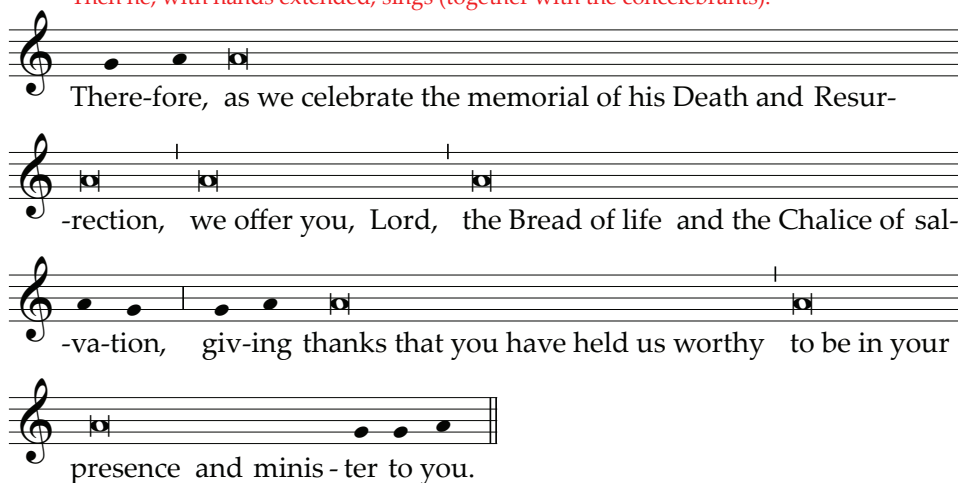 Then he, with hands extended, sings (together with the concelebrants):
There-fore, as we celebrate the memorial of his Death and Resur-
-rection, we offer you, Lord, the Bread of life and the Chalice of sal-
-va-tion, giv-ing thanks that you have held us worthy to be in your
presence and minis - ter to you.